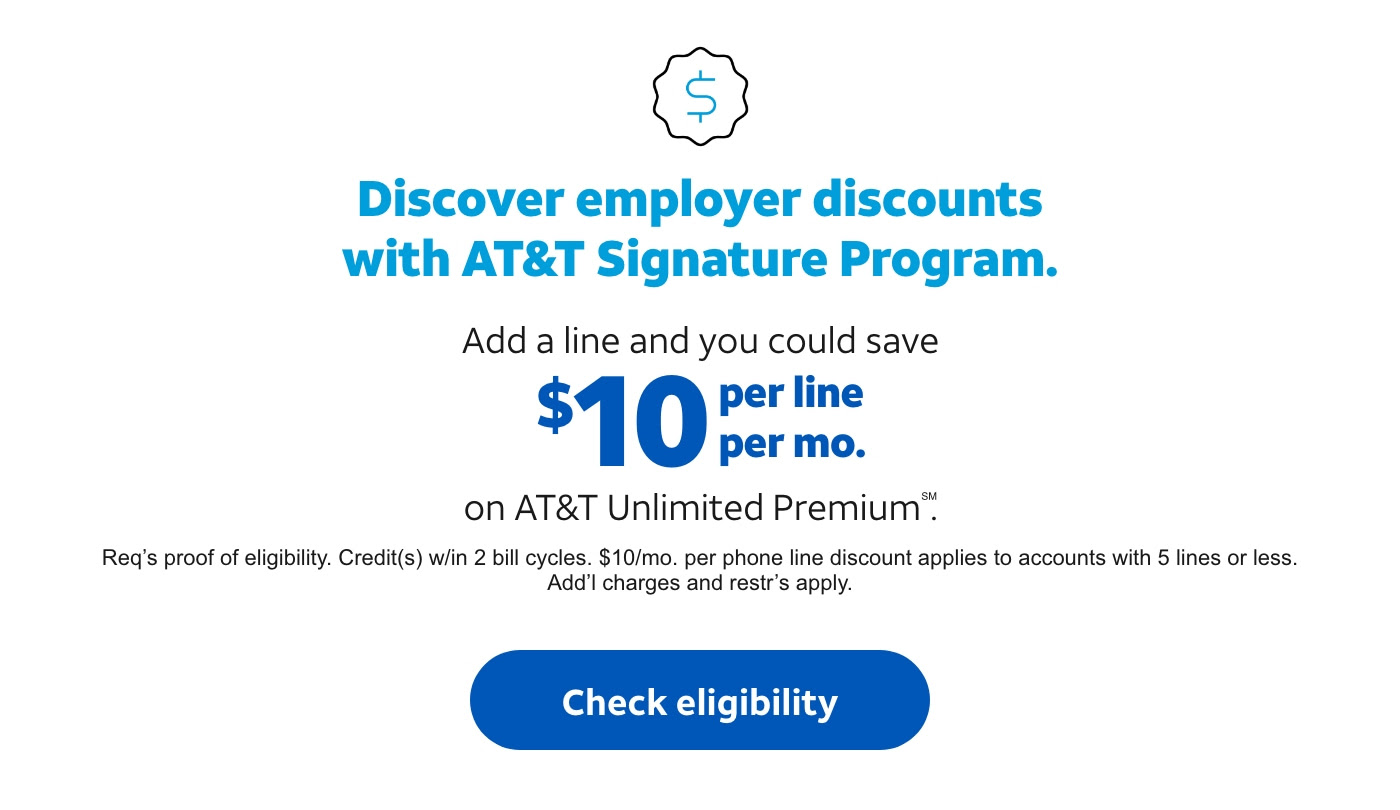 $
Discover employer discounts
with AT&T Signature Program.
Add a line and you could save
$10 per line
per mo.
on AT&T Unlimited Premium℠.
Req’s proof of eligibility. Credit(s) w/in 2 bill cycles. $10/mo. per phone line discount applies to accounts with 5 lines or less.
Add’l charges and restr’s apply.
Check eligibility